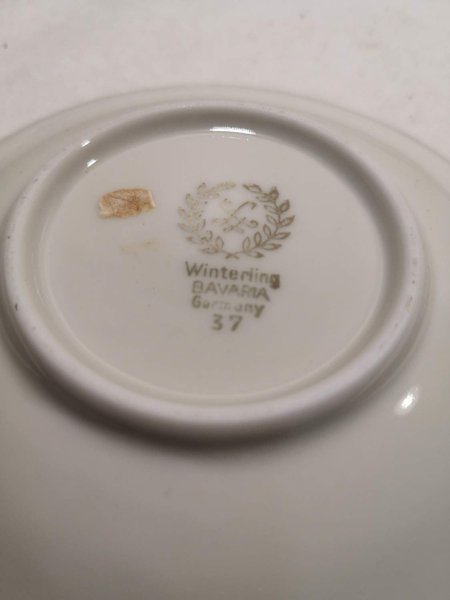 Winterling
BAVARIA
Germany
37